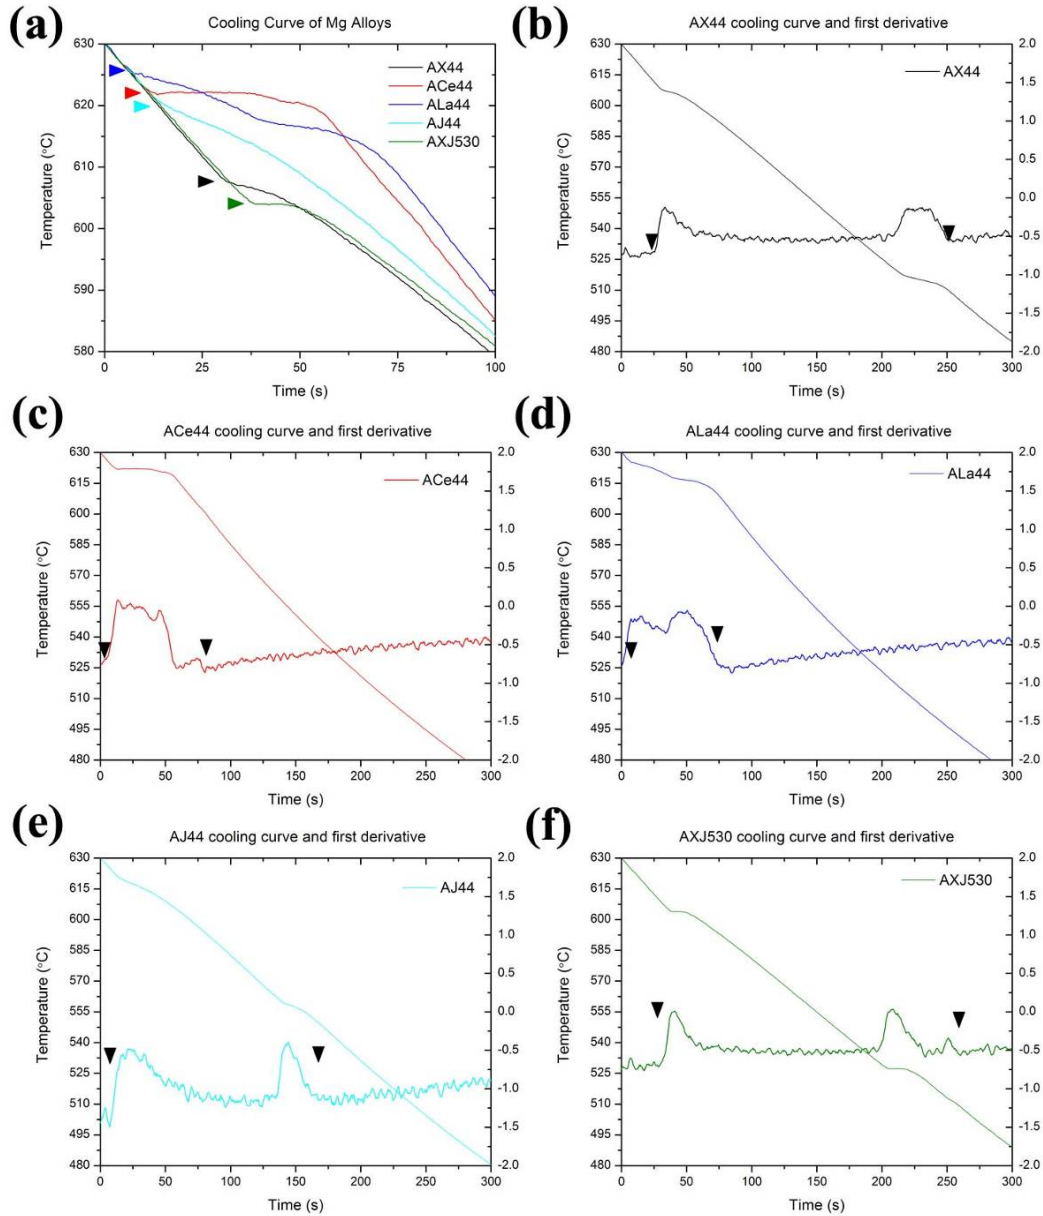 (a)
Cooling Curve of Mg Alloys
630
620
610
600
590
580
Temperature (°C)
AX44
ACe44
ALa44
AJ44
AXJ530
0 25 50 75 100
Time (s)
(b)
AX44 cooling curve and first derivative
630
615
600
585
570
555
540
525
510
495
480
Temperature (°C)
AX44
2.0
1.5
1.0
0.5
0.0
-0.5
-1.0
-1.5
-2.0
0 50 100 150 200 250 300
Time (s)
(c)
ACe44 cooling curve and first derivative
630
615
600
585
570
555
540
525
510
495
480
Temperature (°C)
ACe44
2.0
1.5
1.0
0.5
0.0
-0.5
-1.0
-1.5
-2.0
0 50 100 150 200 250 300
Time (s)
(d)
ALa44 cooling curve and first derivative
630
615
600
585
570
555
540
525
510
495
480
Temperature (°C)
ALa44
2.0
1.5
1.0
0.5
0.0
-0.5
-1.0
-1.5
-2.0
0 50 100 150 200 250 300
Time (s)
(e)
AJ44 cooling curve and first derivative
630
615
600
585
570
555
540
525
510
495
480
Temperature (°C)
AJ44
2.0
1.5
1.0
0.5
0.0
-0.5
-1.0
-1.5
-2.0
0 50 100 150 200 250 300
Time (s)
(f)
AXJ530 cooling curve and first derivative
630
615
600
585
570
555
540
525
510
495
480
Temperature (°C)
AXJ530
2.0
1.5
1.0
0.5
0.0
-0.5
-1.0
-1.5
-2.0
0 50 100 150 200 250 300
Time (s)